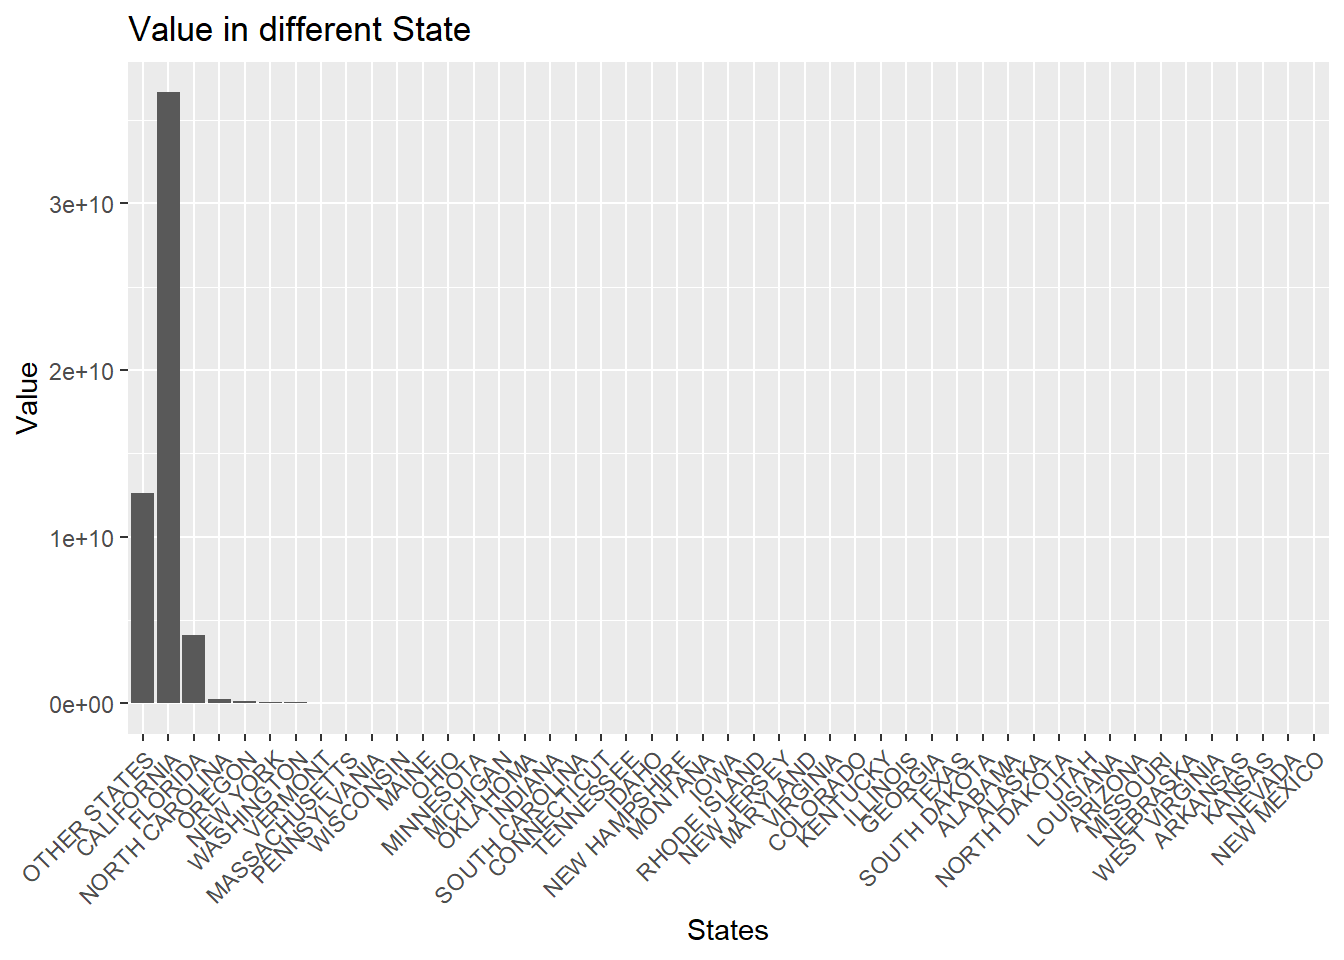 Value in different State
Value
3e+10
2e+10
1e+10
0e+00
OTHER STATES
CALIFORNIA
FLORIDA
NORTH CAROLINA
OREGON
NEW YORK
WASHINGTON
VERMONT
MASSACHUSETTS
PENNSYLVANIA
WISCONSIN
MAINE
OHIO
MINNESOTA
MICHIGAN
OKLAHOMA
INDIANA
SOUTH CAROLINA
CONNECTICUT
TENNESSEE
IDAHO
NEW HAMPSHIRE
MONTANA
IOWA
RHODE ISLAND
NEW JERSEY
MARYLAND
VIRGINIA
COLORADO
KENTUCKY
ILLINOIS
GEORGIA
TEXAS
SOUTH DAKOTA
ALABAMA
ALASKA
NORTH DAKOTA
UTAH
LOUISIANA
ARIZONA
MISSOURI
NEBRASKA
WEST VIRGINIA
ARKANSAS
KANSAS
NEVADA
NEW MEXICO
States